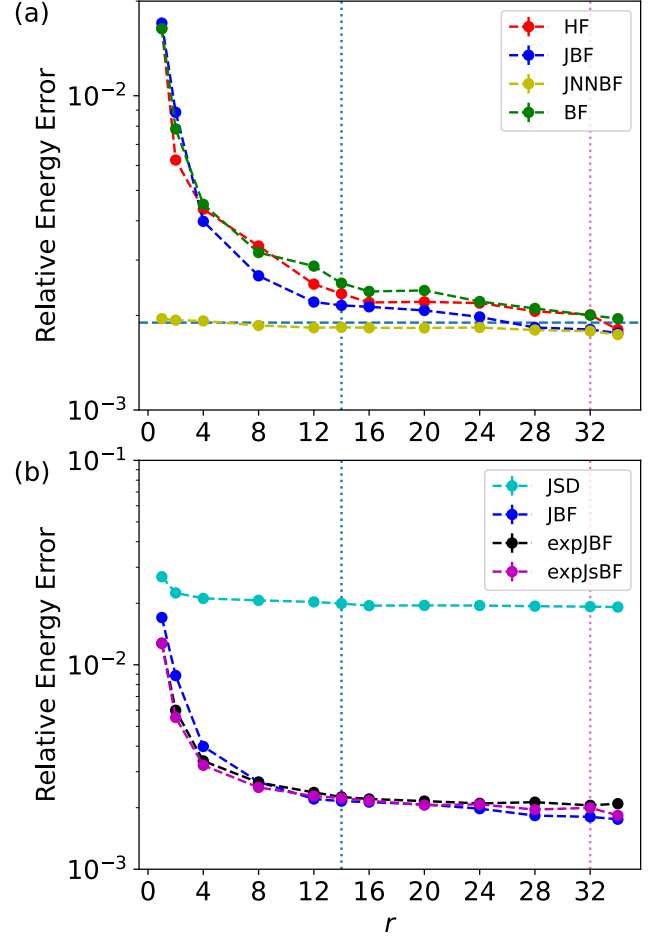 (a)
Relative Energy Error
10⁻²
10⁻³
HF
JBF
JNNBF
BF
0 4 8 12 16 20 24 28 32
(b)
Relative Energy Error
10⁻¹
10⁻²
10⁻³
JSD
JBF
expJBF
expJsBF
0 4 8 12 16 20 24 28 32
r